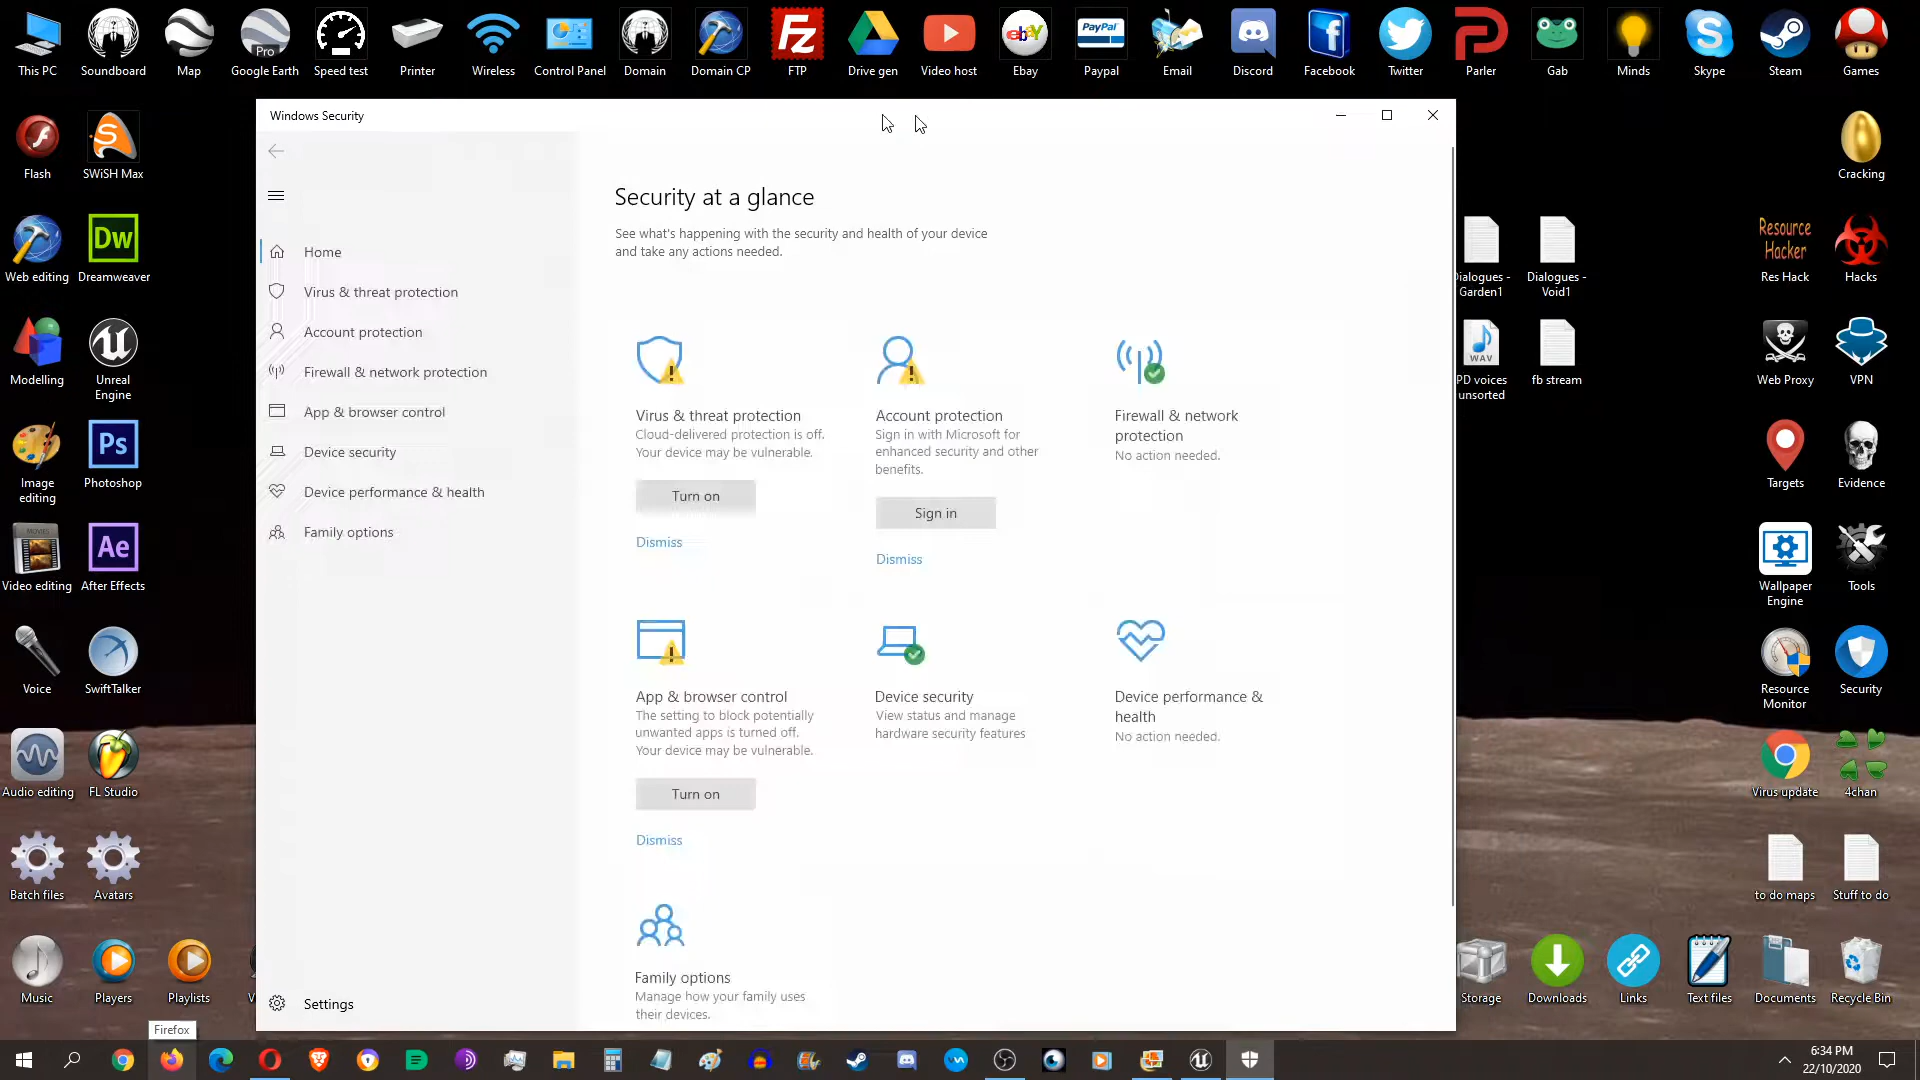 This PC
Soundboard
Map
Pro
Google Earth
Speed test
Printer
Wireless
Control Panel
Domain
Domain CP
Fz
FTP
Drive gen
Video host
ebay
Ebay
PayPal
Paypal
Email
Discord
Facebook
Twitter
Parler
Gab
Minds
Skype
Steam
Games
Windows Security
Flash
SWiSH Max
Cracking
Security at a glance
See what's happening with the security and health of your device
and take any actions needed.
Home
Virus & threat protection
Account protection
Firewall & network protection
App & browser control
Device security
Device performance & health
Family options
Settings
Dw
Web editing
Dreamweaver
Dialogues -
Garden1
Dialogues -
Void1
Resource
Hacker
Res Hack
Hacks
Modelling
Unreal
Engine
WAV
PD voices
unsorted
fb stream
Web Proxy
VPN
Virus & threat protection
Cloud-delivered protection is off.
Your device may be vulnerable.
Turn on
Dismiss
Account protection
Sign in with Microsoft for
enhanced security and other
benefits.
Sign in
Dismiss
Firewall & network
protection
No action needed.
Image
editing
Ps
Photoshop
Targets
Evidence
MOVIES
Video editing
Ae
After Effects
Wallpaper
Engine
Tools
App & browser control
The setting to block potentially
unwanted apps is turned off.
Your device may be vulnerable.
Turn on
Dismiss
Device security
View status and manage
hardware security features
Device performance &
health
No action needed.
Voice
SwiftTalker
Resource
Monitor
Security
Audio editing
FL Studio
Virus update
4chan
Batch files
Avatars
to do maps
Stuff to do
Family options
Manage how your family uses
their devices.
Music
Players
Playlists
Storage
Downloads
Links
Text files
Documents
Recycle Bin
Firefox
6:34 PM
22/10/2020